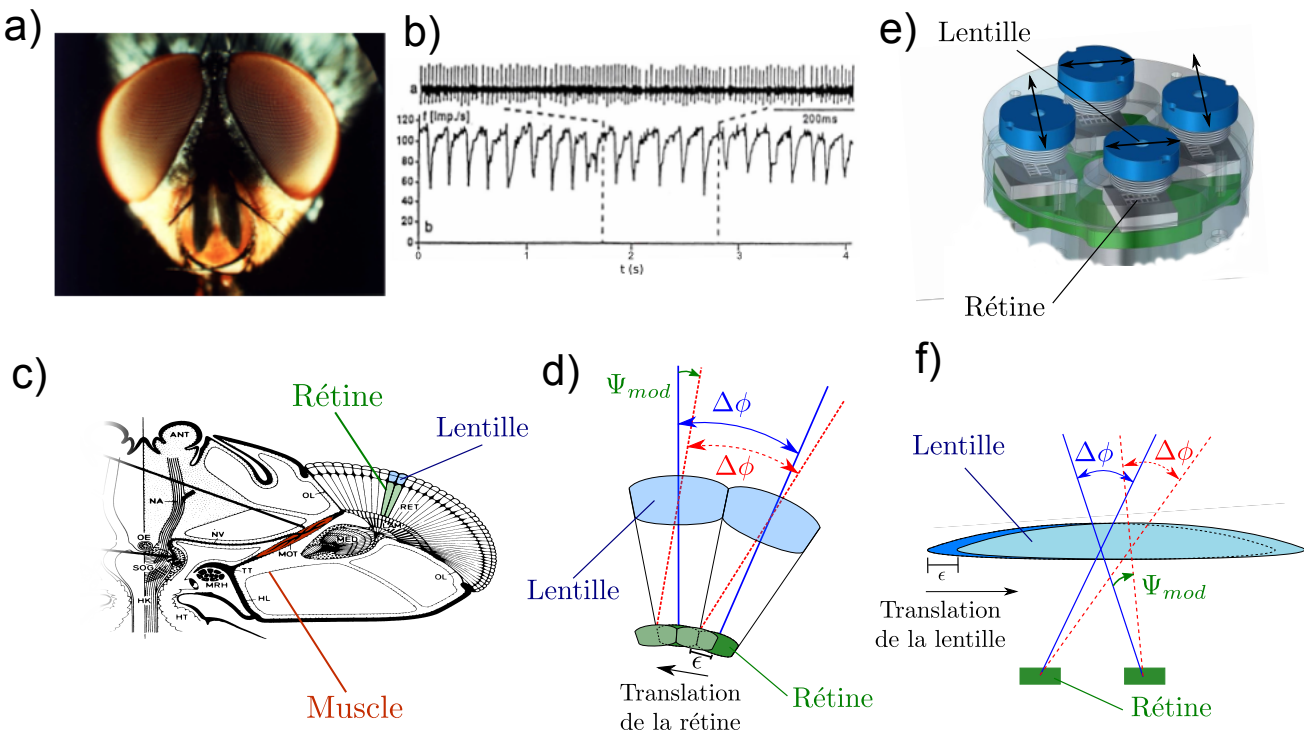 a)
b)
a
200ms
f [Imp./s]
120
100
80
60
40
20
0
b
0
1
2
3
4
t (s)
e)
Lentille
Rétine
c)
Rétine
Lentille
ANT
NA
OL
RET
NV
OE
MED
MOT
SOG
TT
MRH
OL
HK
HL
HT
Muscle
d)
Ψmod
Δϕ
Δϕ
Lentille
ϵ
Translation
de la rétine
Rétine
f)
Lentille
Δϕ
Δϕ
ϵ
Ψmod
Translation
de la lentille
Rétine